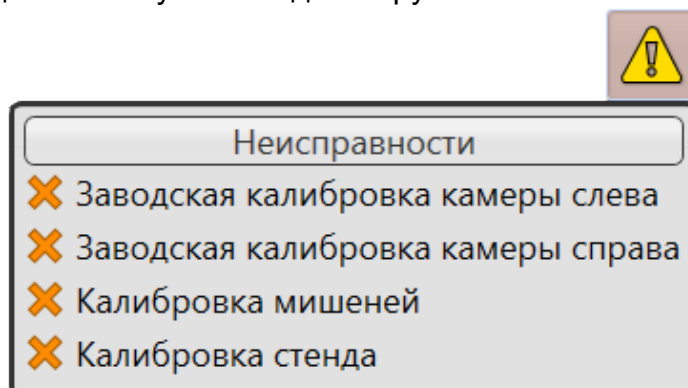 Неисправности
Заводская калибровка камеры слева
Заводская калибровка камеры справа
Калибровка мишеней
Калибровка стенда